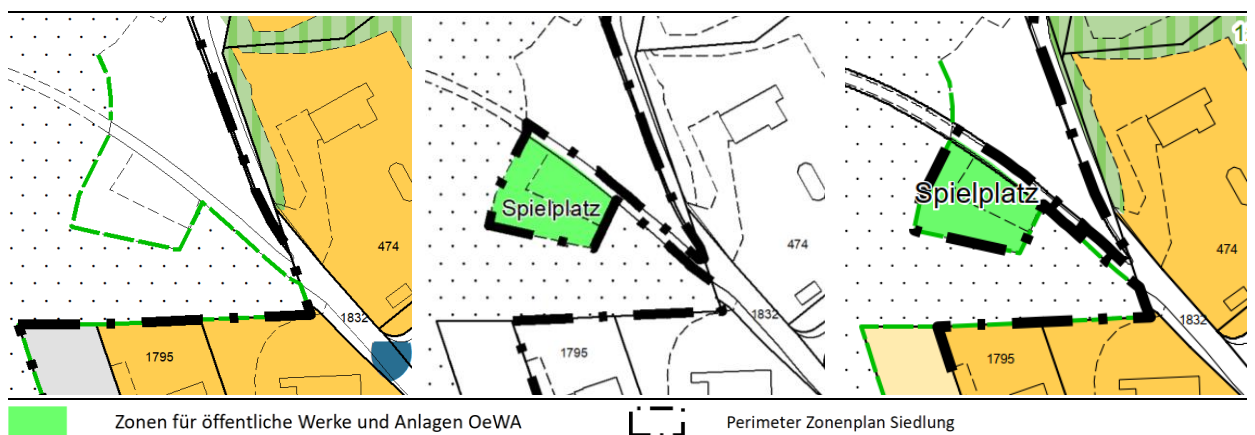 474
1832
1795
Spielplatz
474
1832
1795
Spielplatz
474
1832
1795
Zonen für öffentliche Werke und Anlagen OeWA
Perimeter Zonenplan Siedlung